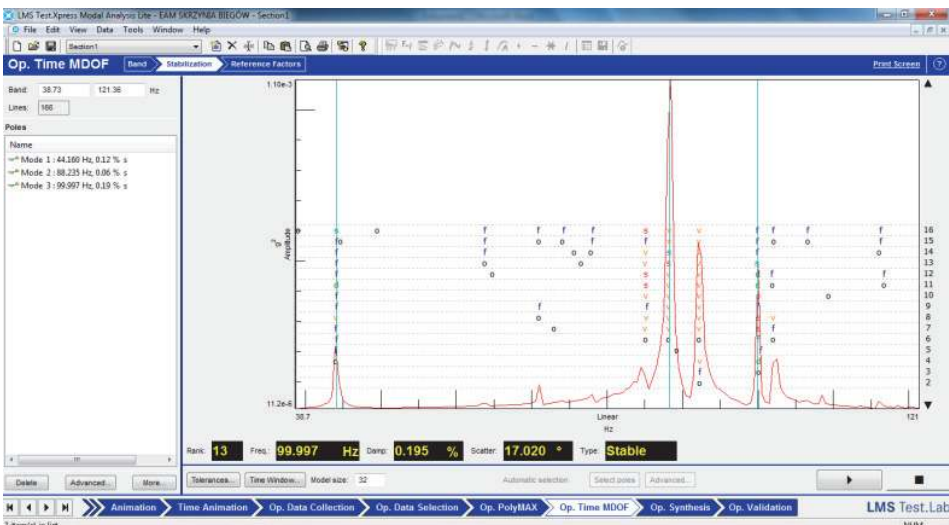 LMS Test.Xpress Modal Analysis Lite - EAM SKRZYNIA BIEGÓW - Section1
File Edit View Data Tools Window Help
Section1
Op. Time MDOF Band Stabilization Reference Factors Print Screen
Band: 38.73 121.36 Hz
Lines: 166
Poles
Name
Mode 1 : 44.160 Hz, 0.12 % s
Mode 2 : 88.235 Hz, 0.06 % s
Mode 3 : 99.997 Hz, 0.19 % s
1.10e-3
g²
Amplitude
11.2e-6
16
15
14
13
12
11
10
9
8
7
6
5
4
3
2
38.7 Linear 121
Hz
Rank: 13 Freq.: 99.997 Hz Damp: 0.195 % Scatter: 17.020 ° Type: Stable
Delete Advanced... More... Tolerances... Time Window... Model size: 32 Automatic selection Select poles Advanced...
Animation Time Animation Op. Data Collection Op. Data Selection Op. PolyMAX Op. Time MDOF Op. Synthesis Op. Validation LMS Test.Lab